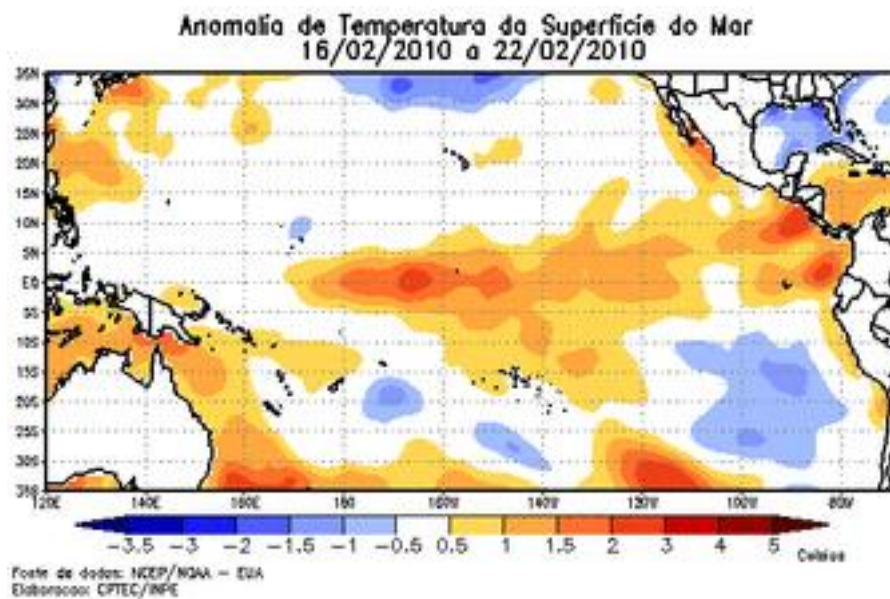 Anomalia de Temperatura da Superfície do Mar
16/02/2010 a 22/02/2010
35N
30N
25N
20N
15N
10N
5N
EQ
5S
10S
15S
20S
25S
30S
35S
120E 140E 160E 180 160W 140W 120W 100W 80W
-3.5 -3 -2 -1.5 -1 -0.5 0.5 1 1.5 2 2.5 3 4 5
Celsius
Fonte de dados: NCEP/NOAA - EUA
Elaboracao: CPTEC/INPE